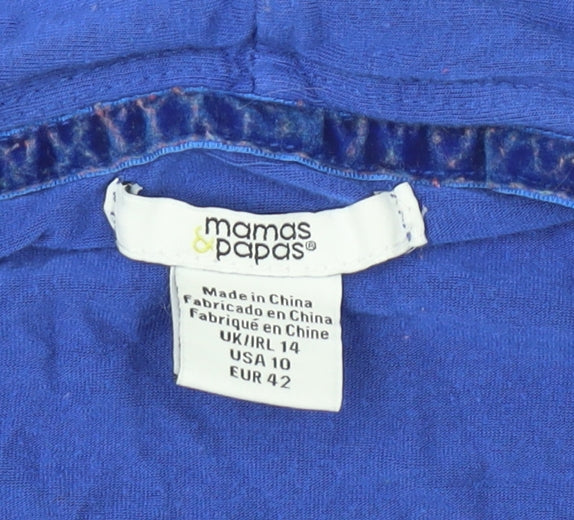 mamas
&papas®
Made in China
Fabricado en China
Fabriqué en Chine
UK/IRL 14
USA 10
EUR 42